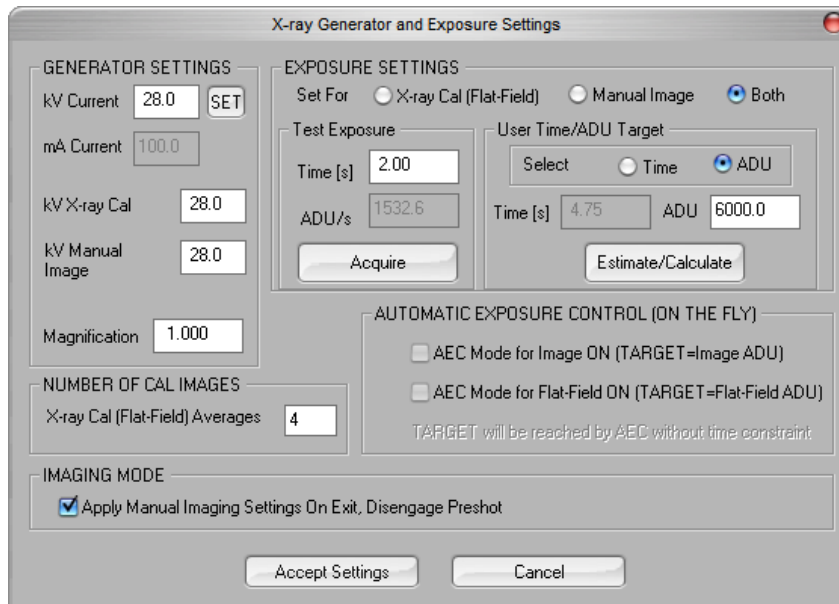 X-ray Generator and Exposure Settings
GENERATOR SETTINGS
kV Current 28.0 SET
mA Current 100.0
kV X-ray Cal 28.0
kV Manual Image 28.0
Magnification 1.000
EXPOSURE SETTINGS
Set For X-ray Cal (Flat-Field) Manual Image Both
Test Exposure
Time [s] 2.00
ADU/s 1532.6
Acquire
User Time/ADU Target
Select Time ADU
Time [s] 4.75 ADU 6000.0
Estimate/Calculate
AUTOMATIC EXPOSURE CONTROL (ON THE FLY)
AEC Mode for Image ON (TARGET=Image ADU)
AEC Mode for Flat-Field ON (TARGET=Flat-Field ADU)
TARGET will be reached by AEC without time constraint
NUMBER OF CAL IMAGES
X-ray Cal (Flat-Field) Averages 4
IMAGING MODE
Apply Manual Imaging Settings On Exit, Disengage Preshot
Accept Settings Cancel